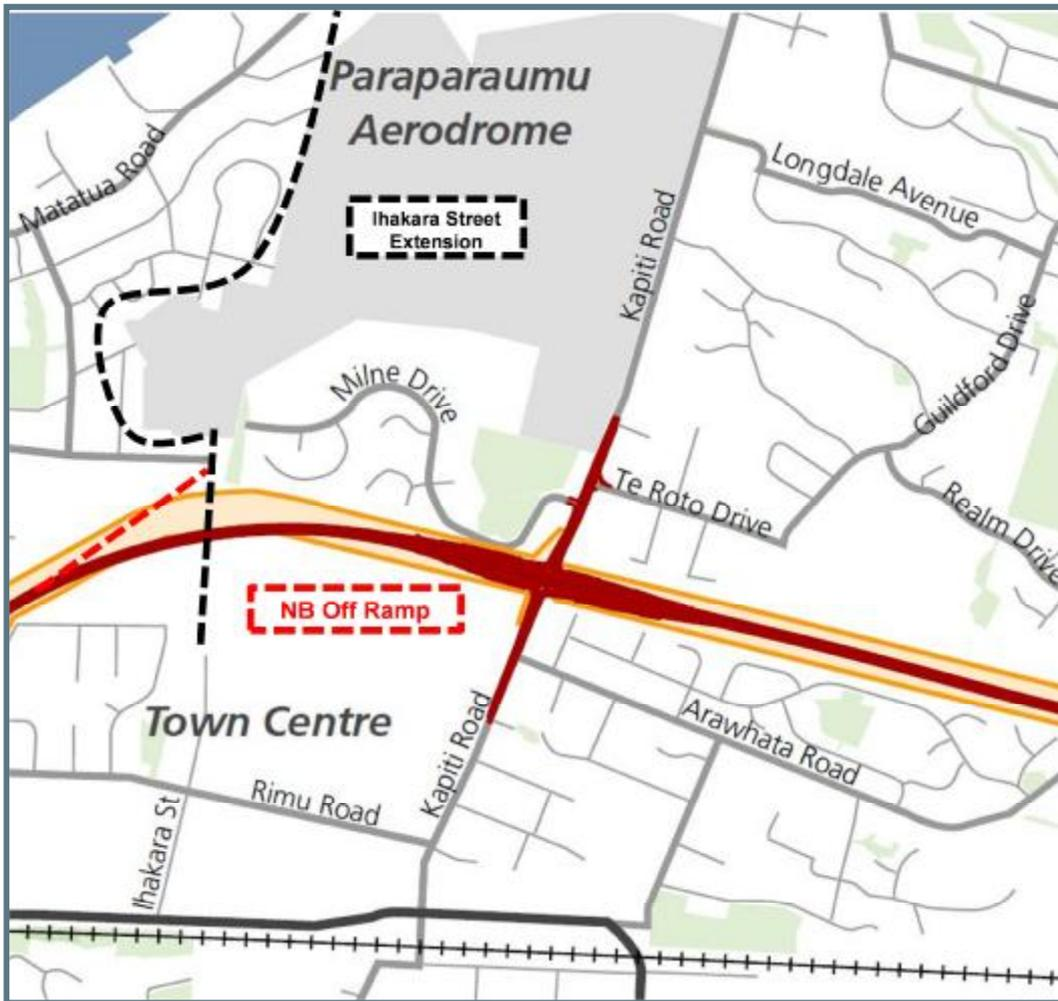 Paraparaumu
Aerodrome
Matatua Road
Ihakara Street
Extension
Longdale Avenue
Kapiti Road
Milne Drive
Guildford Drive
Te Roto Drive
Realm Drive
NB Off Ramp
Town Centre
Kapiti Road
Arawhata Road
Rimu Road
Ihakara St